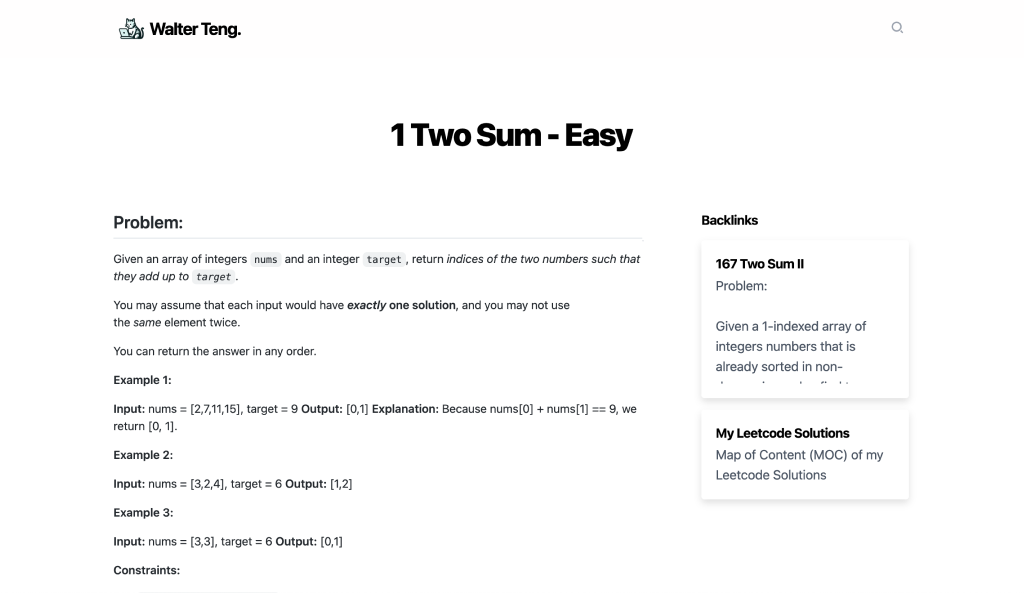 Walter Teng.
1 Two Sum - Easy
Problem:
Given an array of integers nums and an integer target, return indices of the two numbers such that
they add up to target.
You may assume that each input would have exactly one solution, and you may not use
the same element twice.
You can return the answer in any order.
Example 1:
Input: nums = [2,7,11,15], target = 9 Output: [0,1] Explanation: Because nums[0] + nums[1] == 9, we
return [0, 1].
Example 2:
Input: nums = [3,2,4], target = 6 Output: [1,2]
Example 3:
Input: nums = [3,3], target = 6 Output: [0,1]
Constraints:
Backlinks
167 Two Sum II
Problem:
Given a 1-indexed array of
integers numbers that is
already sorted in non-
My Leetcode Solutions
Map of Content (MOC) of my
Leetcode Solutions